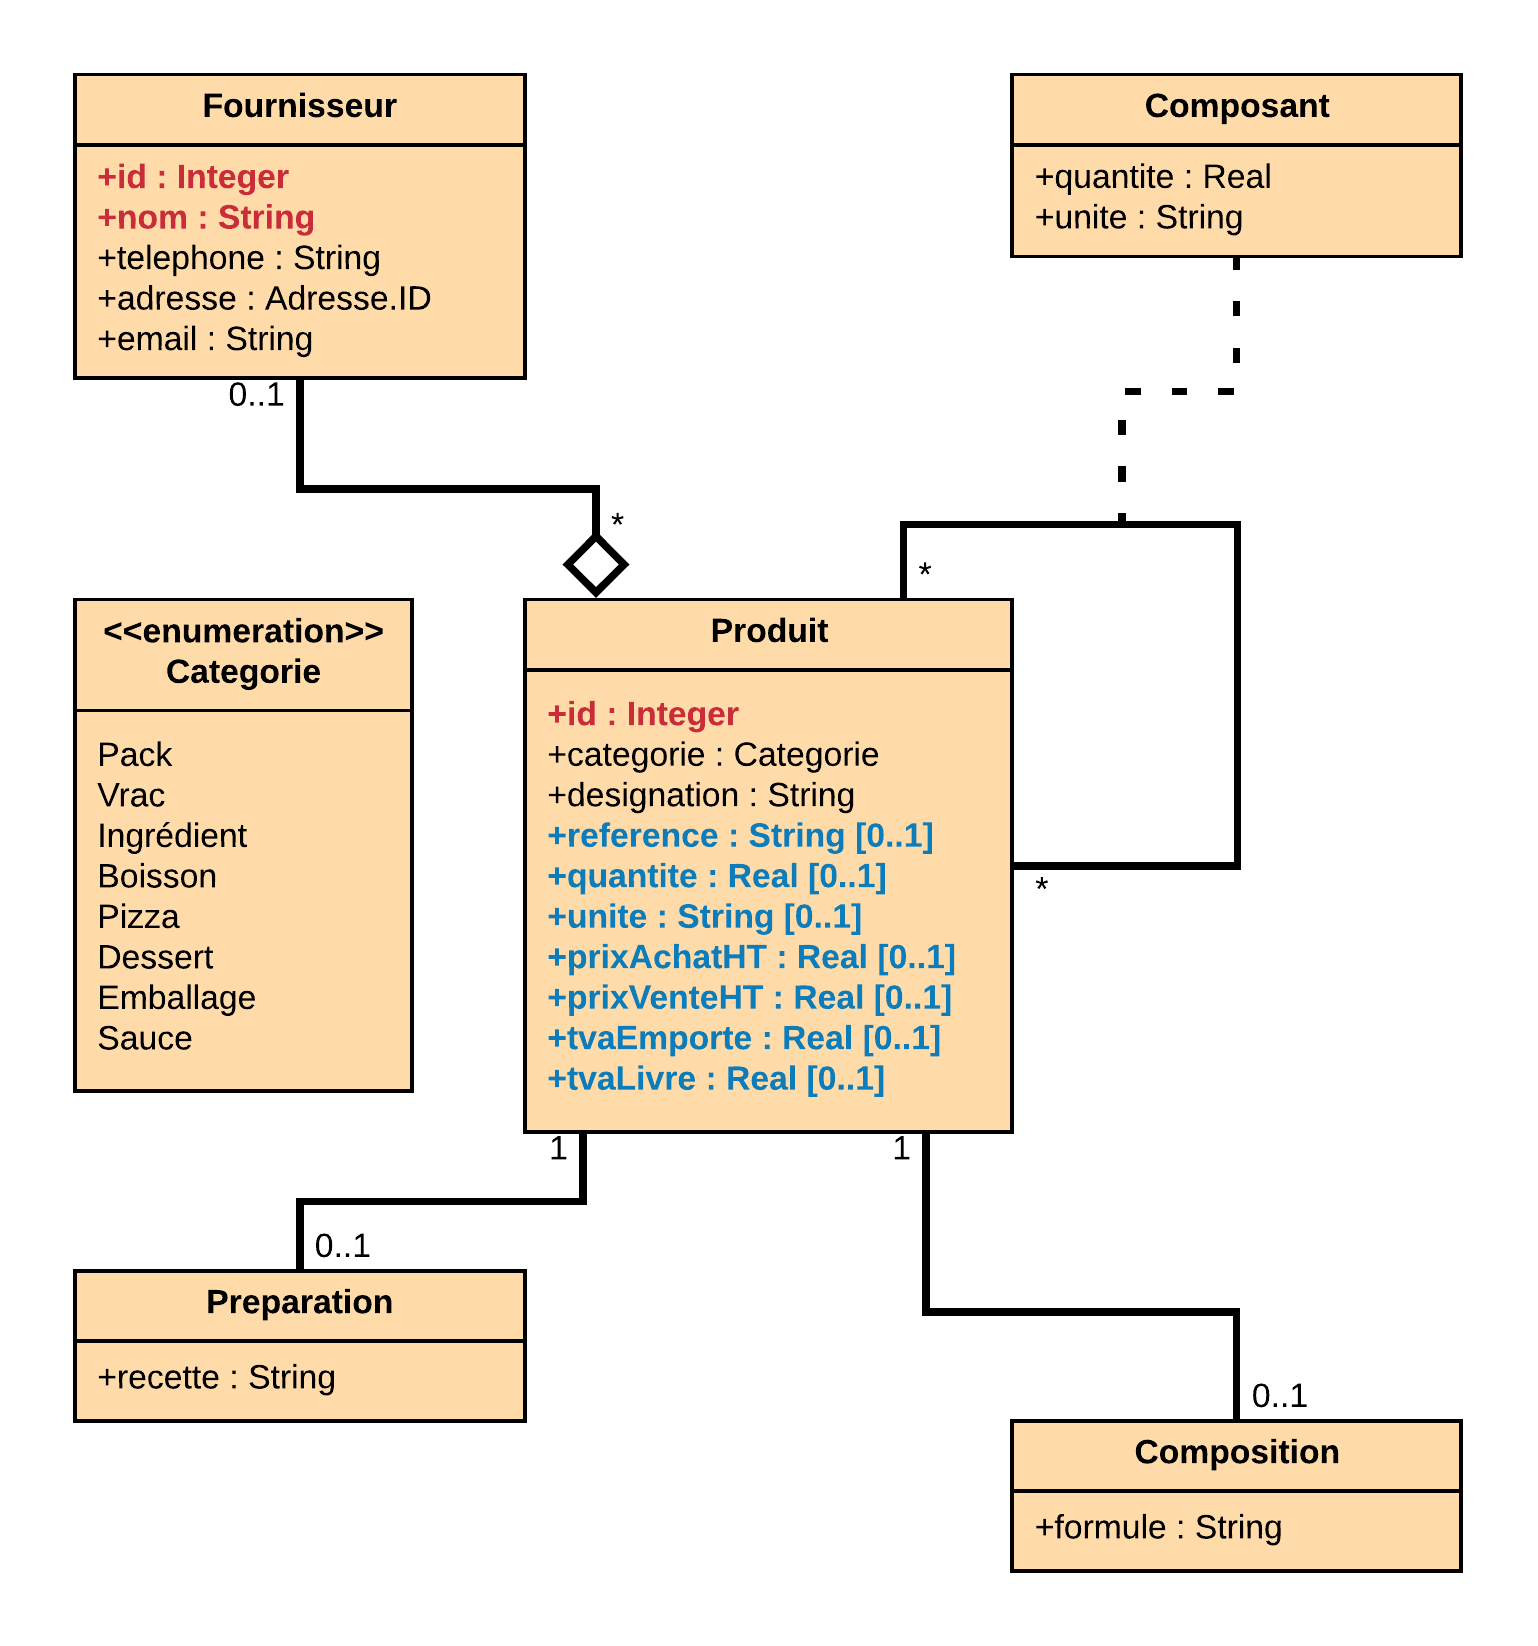 Fournisseur
+id : Integer
+nom : String
+telephone : String
+adresse : Adresse.ID
+email : String
0..1
*
Composant
+quantite : Real
+unite : String
*
*
<<enumeration>>
Categorie
Pack
Vrac
Ingrédient
Boisson
Pizza
Dessert
Emballage
Sauce
Produit
+id : Integer
+categorie : Categorie
+designation : String
+reference : String [0..1]
+quantite : Real [0..1]
+unite : String [0..1]
+prixAchatHT : Real [0..1]
+prixVenteHT : Real [0..1]
+tvaEmporte : Real [0..1]
+tvaLivre : Real [0..1]
1
1
0..1
Preparation
+recette : String
0..1
Composition
+formule : String